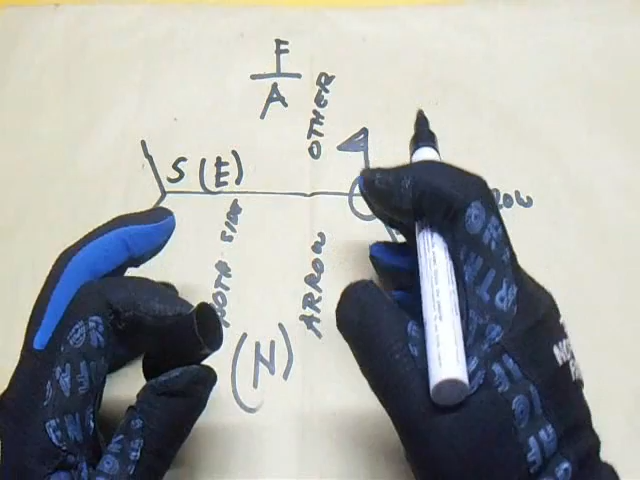 F
A
OTHER
S (E)
BOTH SIDE
ARROW
(N)